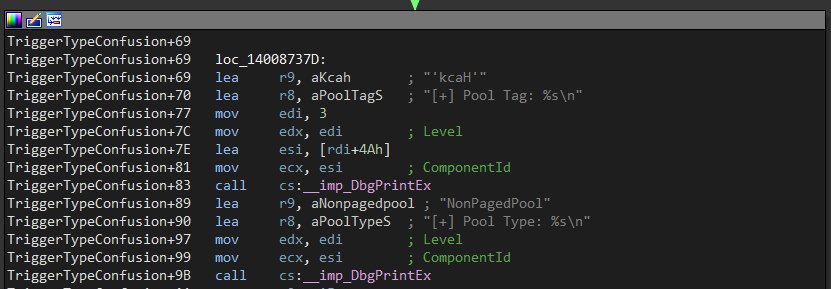 TriggerTypeConfusion+69
TriggerTypeConfusion+69 loc_14008737D:
TriggerTypeConfusion+69 lea r9, aKcah ; "'kcaH'"
TriggerTypeConfusion+70 lea r8, aPoolTagS ; "[+] Pool Tag: %s\n"
TriggerTypeConfusion+77 mov edi, 3
TriggerTypeConfusion+7C mov edx, edi ; Level
TriggerTypeConfusion+7E lea esi, [rdi+4Ah]
TriggerTypeConfusion+81 mov ecx, esi ; ComponentId
TriggerTypeConfusion+83 call cs:__imp_DbgPrintEx
TriggerTypeConfusion+89 lea r9, aNonpagedpool ; "NonPagedPool"
TriggerTypeConfusion+90 lea r8, aPoolTypeS ; "[+] Pool Type: %s\n"
TriggerTypeConfusion+97 mov edx, edi ; Level
TriggerTypeConfusion+99 mov ecx, esi ; ComponentId
TriggerTypeConfusion+9B call cs:__imp_DbgPrintEx